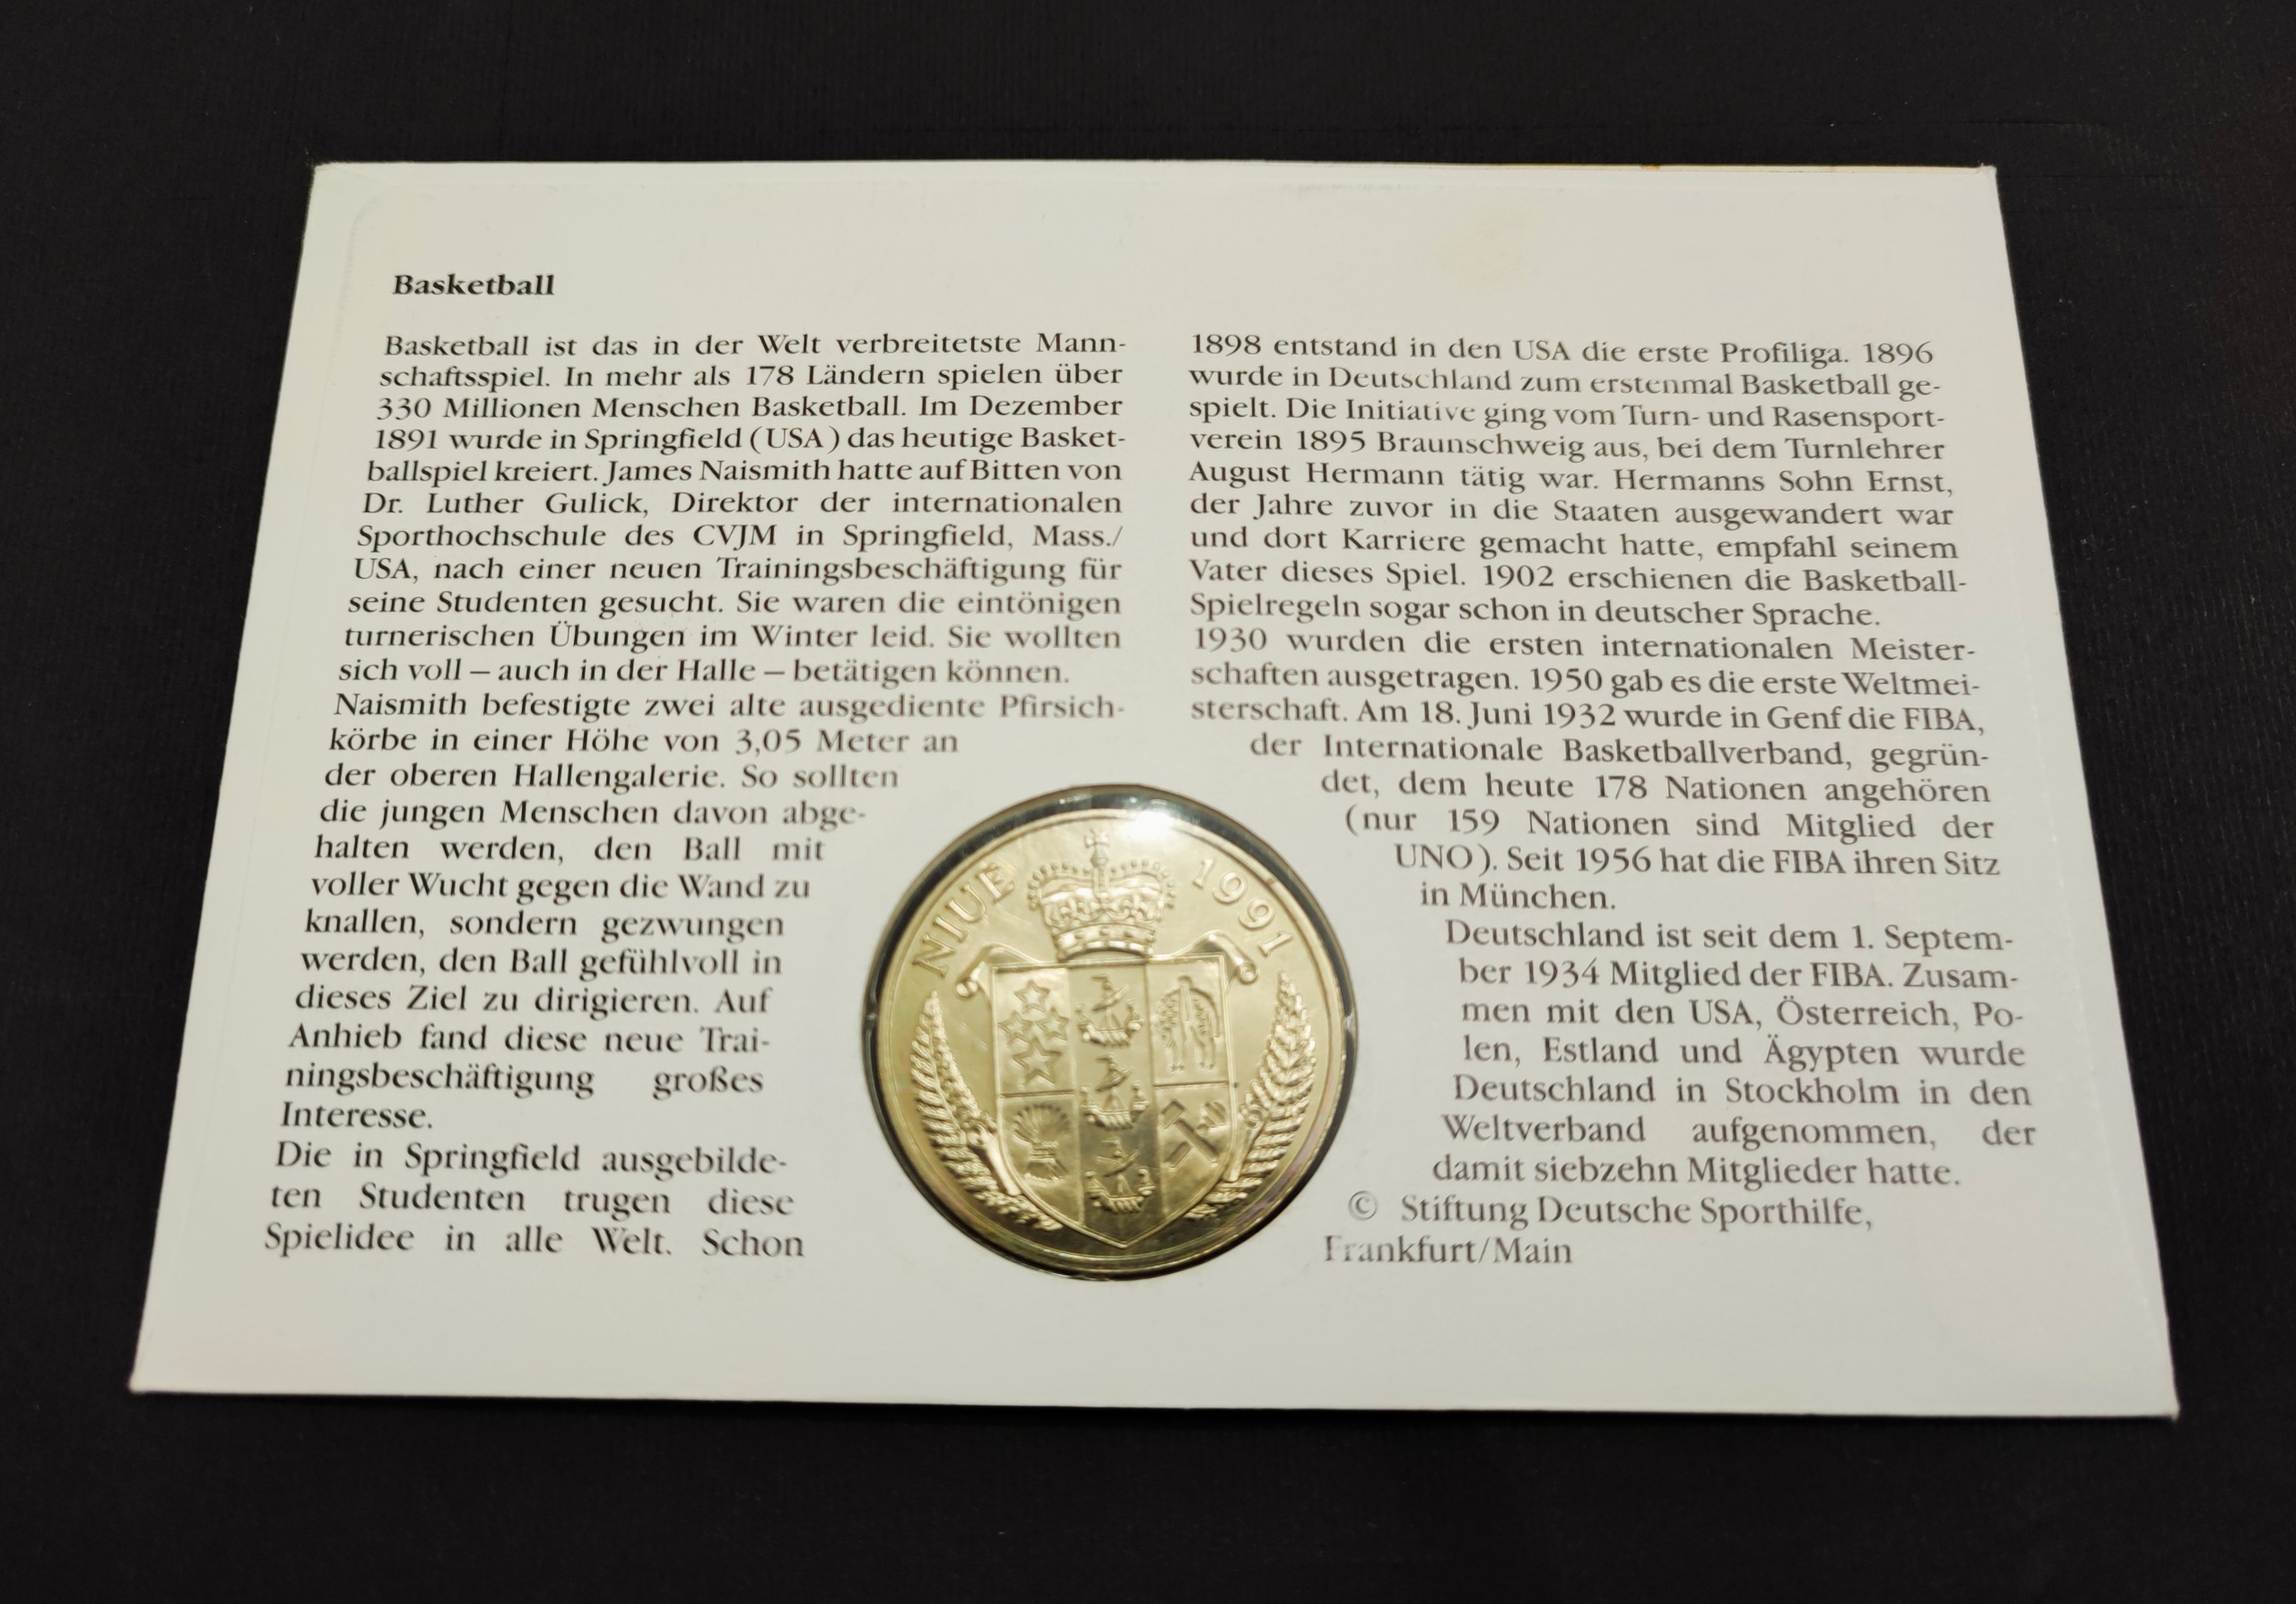 Basketball
Basketball ist das in der Welt verbreitetste Mann-
schaftsspiel. In mehr als 178 Ländern spielen über
330 Millionen Menschen Basketball. Im Dezember
1891 wurde in Springfield (USA) das heutige Basket-
ballspiel kreiert. James Naismith hatte auf Bitten von
Dr. Luther Gulick, Direktor der internationalen
Sporthochschule des CVJM in Springfield, Mass./
USA, nach einer neuen Trainingsbeschäftigung für
seine Studenten gesucht. Sie waren die eintönigen
turnerischen Übungen im Winter leid. Sie wollten
sich voll – auch in der Halle – betätigen können.
Naismith befestigte zwei alte ausgediente Pfirsich-
körbe in einer Höhe von 3,05 Meter an
der oberen Hallengalerie. So sollten
die jungen Menschen davon abge-
halten werden, den Ball mit
voller Wucht gegen die Wand zu
knallen, sondern gezwungen
werden, den Ball gefühlvoll in
dieses Ziel zu dirigieren. Auf
Anhieb fand diese neue Trai-
ningsbeschäftigung großes
Interesse.
Die in Springfield ausgebilde-
ten Studenten trugen diese
Spielidee in alle Welt. Schon
1898 entstand in den USA die erste Profiliga. 1896
wurde in Deutschland zum erstenmal Basketball ge-
spielt. Die Initiative ging vom Turn- und Rasensport-
verein 1895 Braunschweig aus, bei dem Turnlehrer
August Hermann tätig war. Hermanns Sohn Ernst,
der Jahre zuvor in die Staaten ausgewandert war
und dort Karriere gemacht hatte, empfahl seinem
Vater dieses Spiel. 1902 erschienen die Basketball-
Spielregeln sogar schon in deutscher Sprache.
1930 wurden die ersten internationalen Meister-
schaften ausgetragen. 1950 gab es die erste Weltmei-
sterschaft. Am 18. Juni 1932 wurde in Genf die FIBA,
der Internationale Basketballverband, gegrün-
det, dem heute 178 Nationen angehören
(nur 159 Nationen sind Mitglied der
UNO). Seit 1956 hat die FIBA ihren Sitz
in München.
Deutschland ist seit dem 1. Septem-
ber 1934 Mitglied der FIBA. Zusam-
men mit den USA, Österreich, Po-
len, Estland und Ägypten wurde
Deutschland in Stockholm in den
Weltverband aufgenommen, der
damit siebzehn Mitglieder hatte.
© Stiftung Deutsche Sporthilfe,
Frankfurt/Main
NIUE 1991